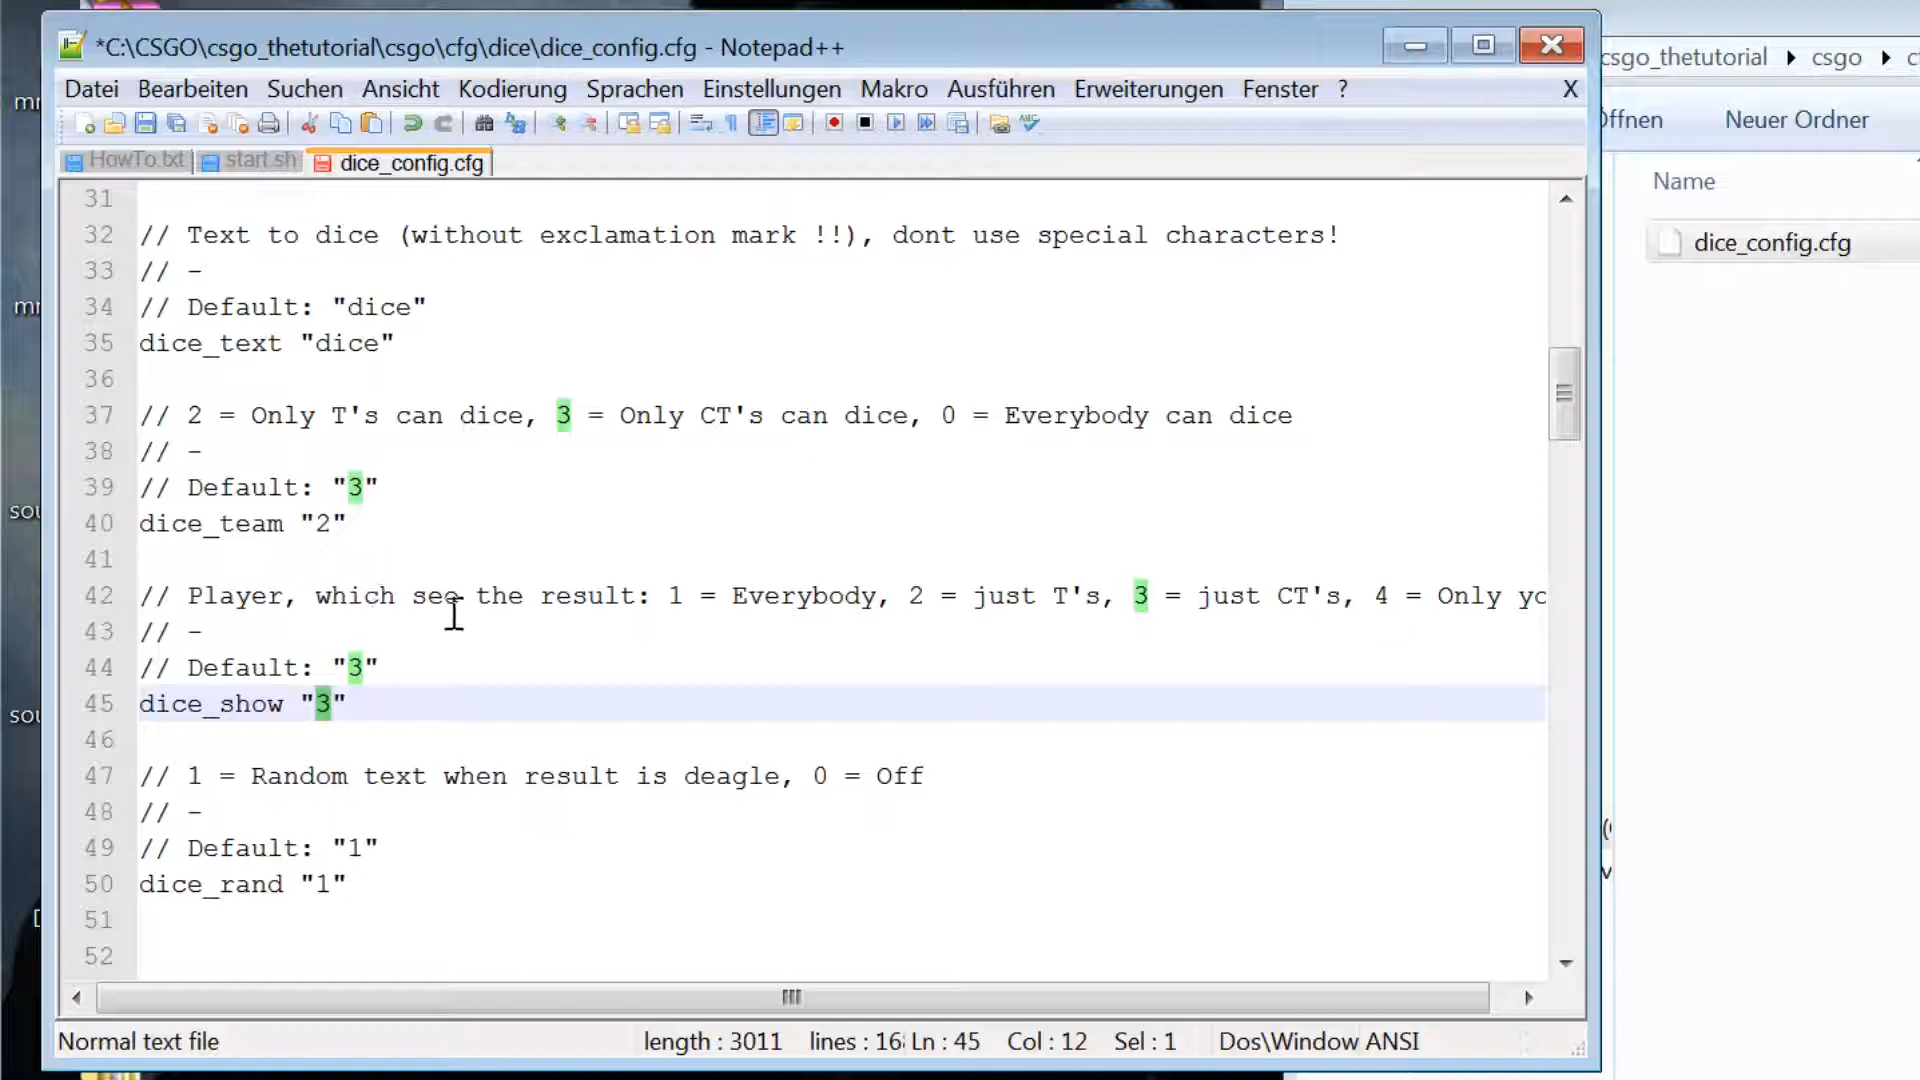 *C:\CSGO\csgo_thetutorial\csgo\cfg\dice\dice_config.cfg - Notepad++
Datei Bearbeiten Suchen Ansicht Kodierung Sprachen Einstellungen Makro Ausführen Erweiterungen Fenster ? X
HowTo.txt start.sh dice_config.cfg
31
32 // Text to dice (without exclamation mark !!), dont use special characters!
33 // -
34 // Default: "dice"
35 dice_text "dice"
36
37 // 2 = Only T's can dice, 3 = Only CT's can dice, 0 = Everybody can dice
38 // -
39 // Default: "3"
40 dice_team "2"
41
42 // Player, which see the result: 1 = Everybody, 2 = just T's, 3 = just CT's, 4 = Only yo
43 // -
44 // Default: "3"
45 dice_show "3"
46
47 // 1 = Random text when result is deagle, 0 = Off
48 // -
49 // Default: "1"
50 dice_rand "1"
51
52
Normal text file length : 3011 lines : 16 Ln : 45 Col : 12 Sel : 1 Dos\Window ANSI
csgo_thetutorial csgo
Neuer Ordner
Name
dice_config.cfg